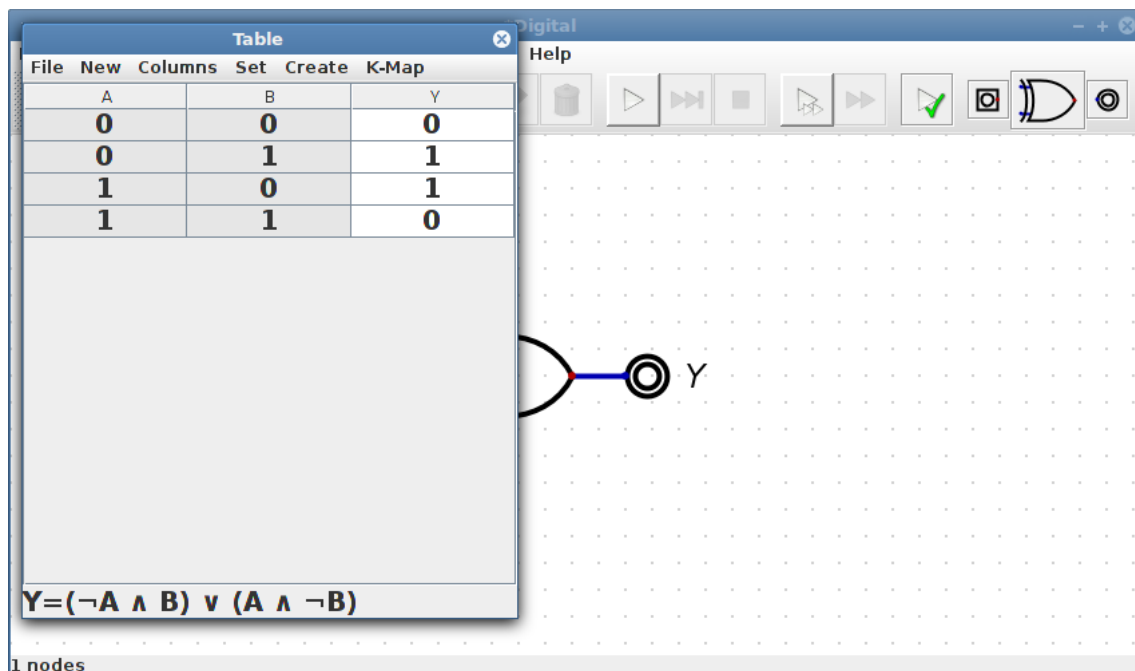 Digital
Table
Help
File New Columns Set Create K-Map
A B Y
0 0 0
0 1 1
1 0 1
1 1 0
Y
Y=(¬A ∧ B) ∨ (A ∧ ¬B)
1 nodes